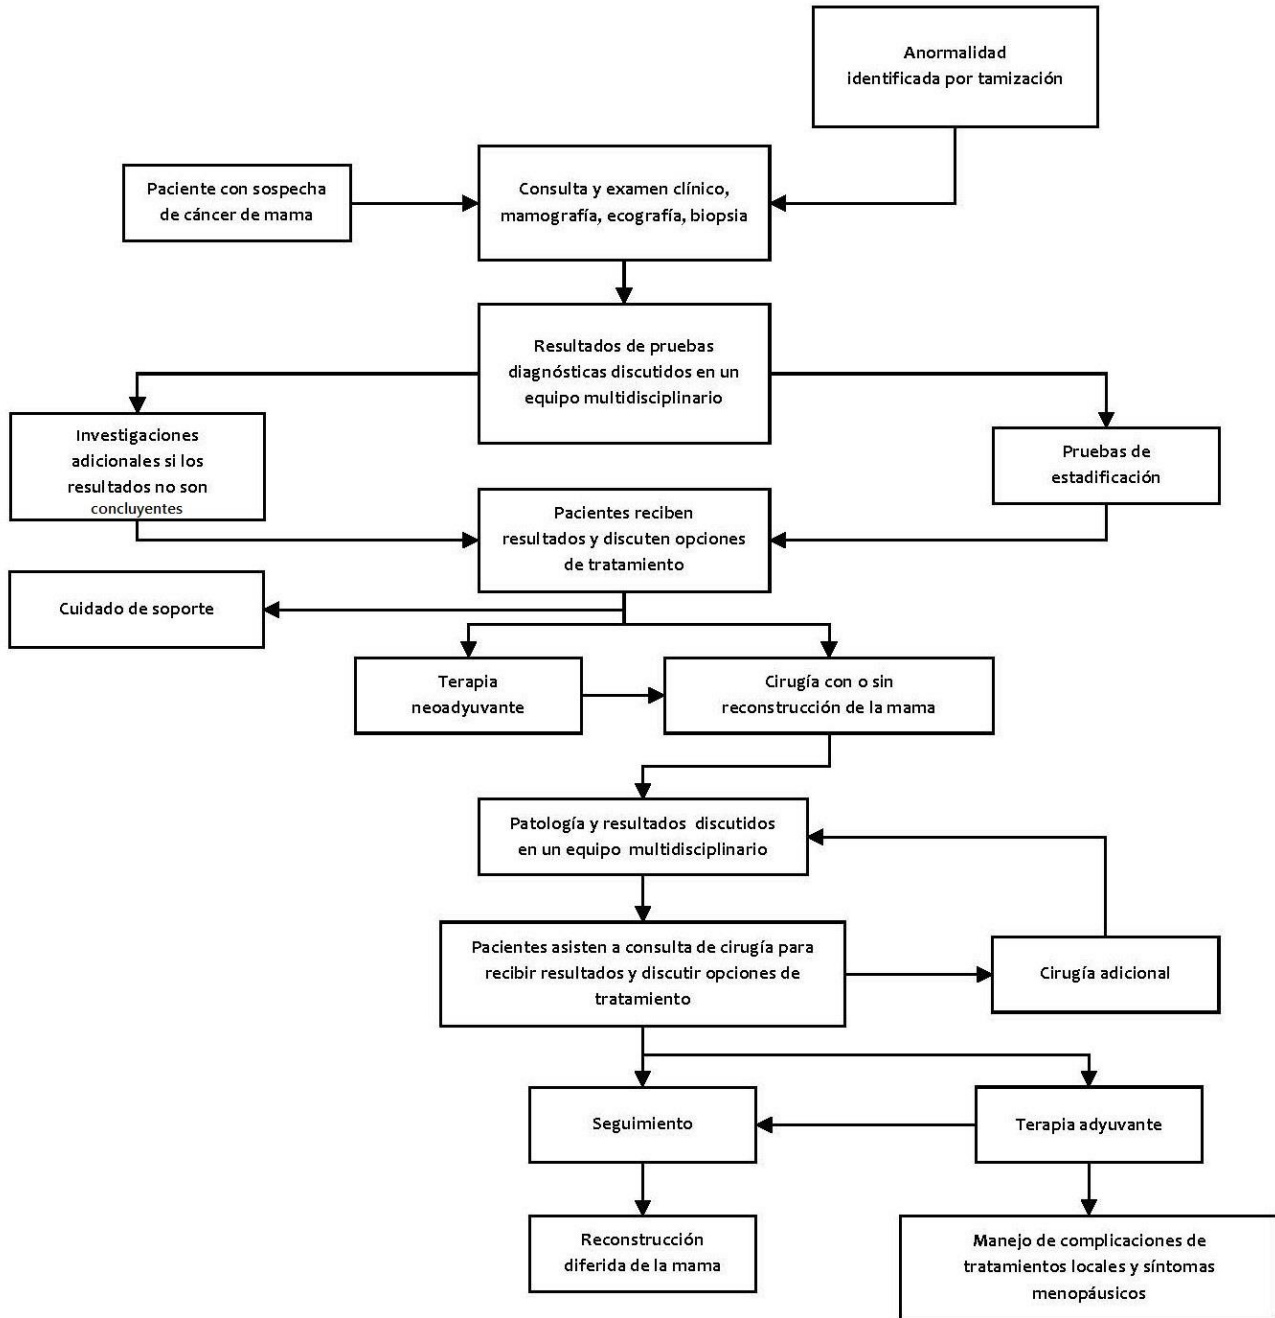 Anormalidad
identificada por tamización
Paciente con sospecha
de cáncer de mama
Consulta y examen clínico,
mamografía, ecografía, biopsia
Resultados de pruebas
diagnósticas discutidos en un
equipo multidisciplinario
Investigaciones
adicionales si los
resultados no son
concluyentes
Pruebas de
estadificación
Pacientes reciben
resultados y discuten opciones
de tratamiento
Cuidado de soporte
Terapia
neoadyuvante
Cirugía con o sin
reconstrucción de la mama
Patología y resultados discutidos
en un equipo multidisciplinario
Pacientes asisten a consulta de cirugía para
recibir resultados y discutir opciones de
tratamiento
Cirugía adicional
Seguimiento
Terapia adyuvante
Reconstrucción
diferida de la mama
Manejo de complicaciones de
tratamientos locales y síntomas
menopáusicos